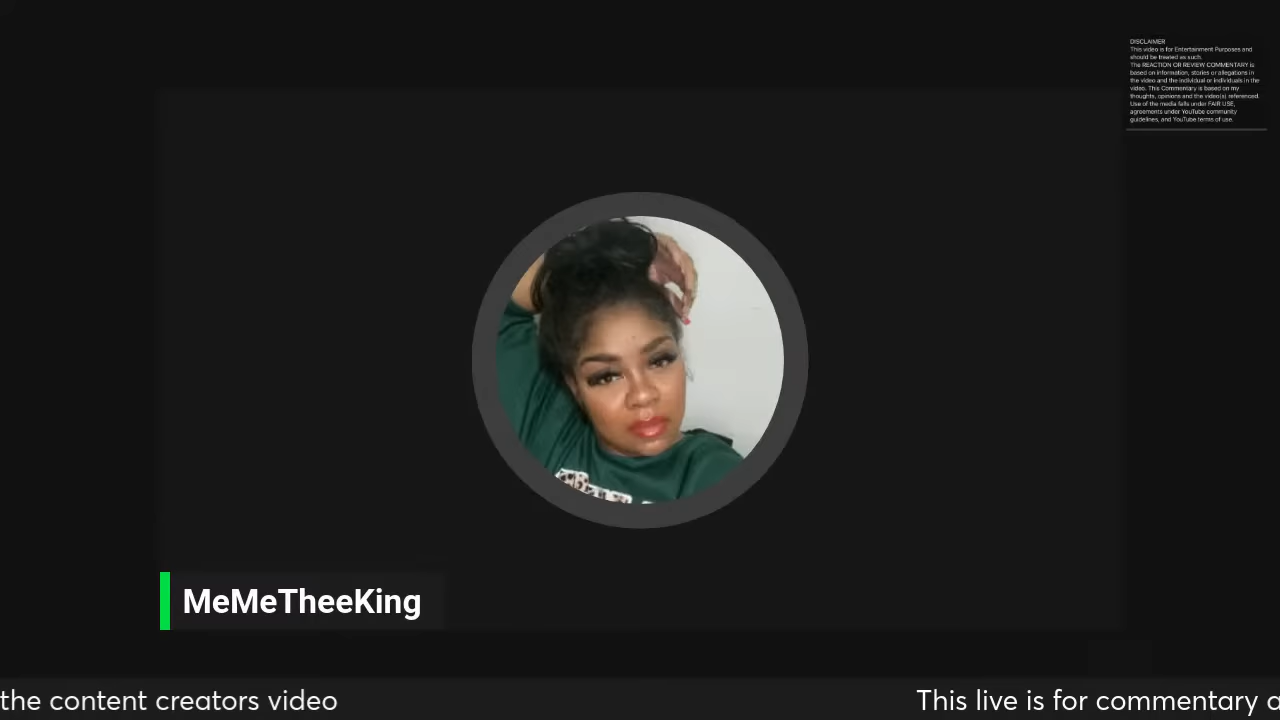 DISCLAIMER
This video is for Entertainment Purposes and
should be treated as such.
The REACTION OR REVIEW COMMENTARY is
based on information, stories or allegations in
the video and the individual or individuals in the
video. This Commentary is based on my
thoughts, opinions and the video(s) referenced.
Use of the media falls under FAIR USE,
agreements under YouTube community
guidelines, and YouTube terms of use.
MeMeTheeKing
the content creators video
This live is for commentary